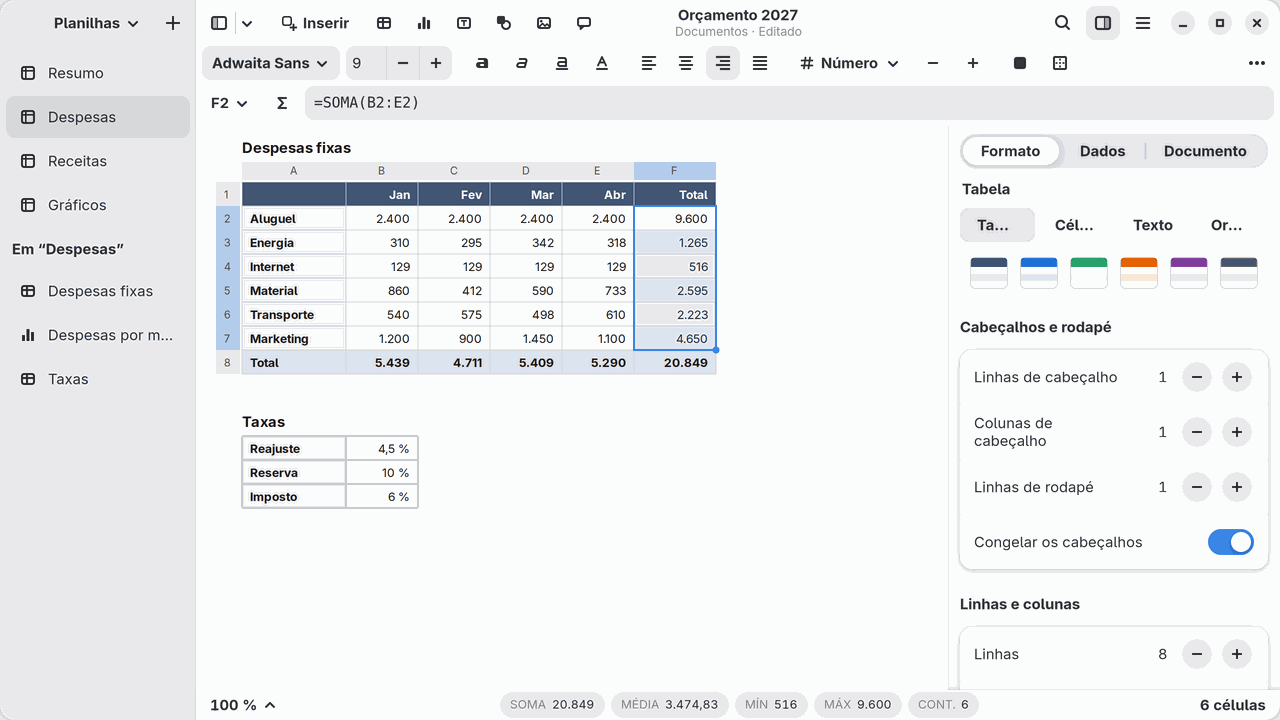 Planilhas
Inserir
Orçamento 2027
Documentos · Editado
Adwaita Sans
9
a a a A
# Número
F2
Σ
=SOMA(B2:E2)
Resumo
Despesas
Receitas
Gráficos
Em “Despesas”
Despesas fixas
Despesas por m...
Taxas
Despesas fixas
A B C D E F
1 Jan Fev Mar Abr Total
2 Aluguel 2.400 2.400 2.400 2.400 9.600
3 Energia 310 295 342 318 1.265
4 Internet 129 129 129 129 516
5 Material 860 412 590 733 2.595
6 Transporte 540 575 498 610 2.223
7 Marketing 1.200 900 1.450 1.100 4.650
8 Total 5.439 4.711 5.409 5.290 20.849
Taxas
Reajuste 4,5 %
Reserva 10 %
Imposto 6 %
Formato Dados Documento
Tabela
Ta... Cél... Texto Or...
Cabeçalhos e rodapé
Linhas de cabeçalho 1
Colunas de
cabeçalho 1
Linhas de rodapé 1
Congelar os cabeçalhos
Linhas e colunas
Linhas 8
100 %
SOMA 20.849
MÉDIA 3.474,83
MÍN 516
MÁX 9.600
CONT. 6
6 células